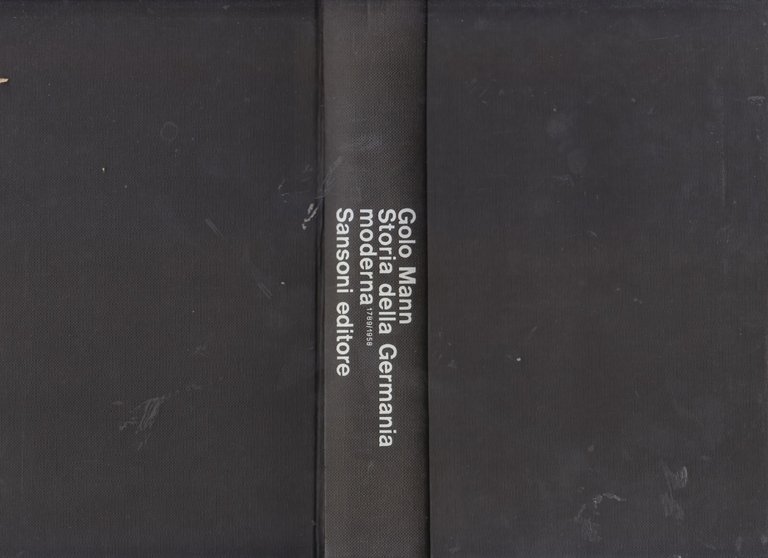 Golo Mann
Storia della Germania
moderna 1789/1958
Sansoni editore